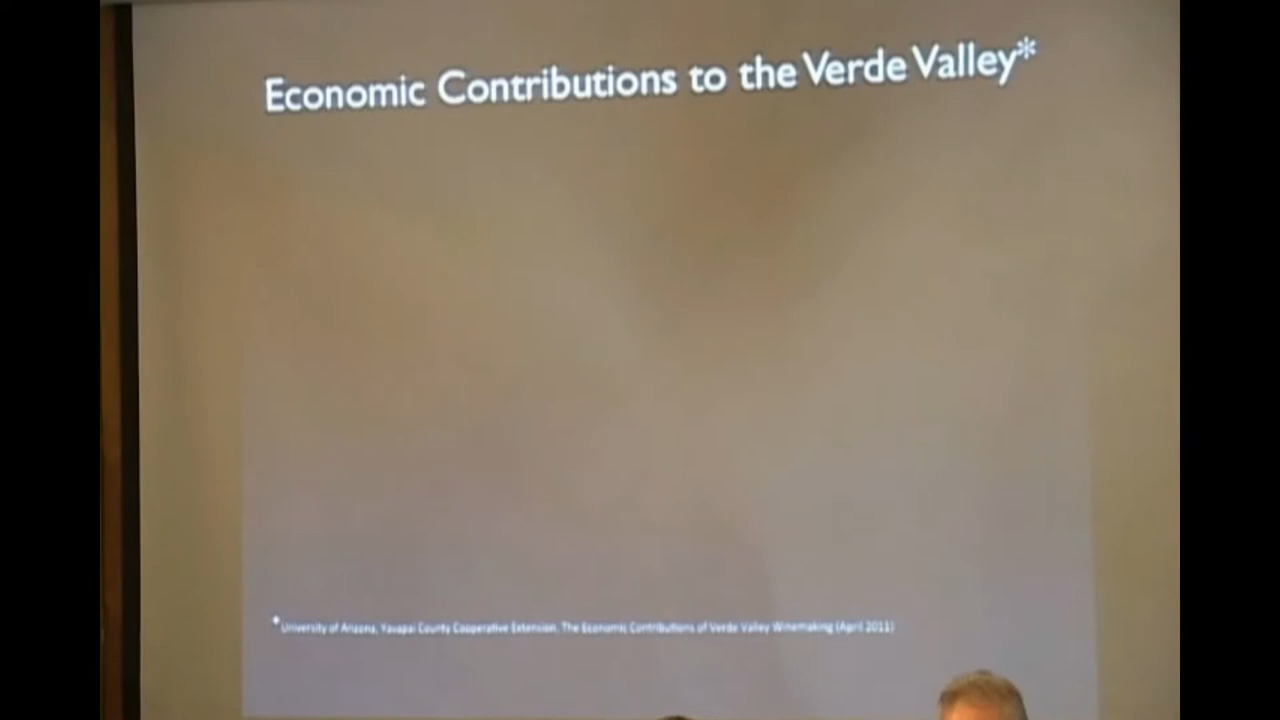 Economic Contributions to the Verde Valley*
*University of Arizona, Yavapai County Cooperative Extension. The Economic Contributions of Verde Valley Winemaking (April 2011)